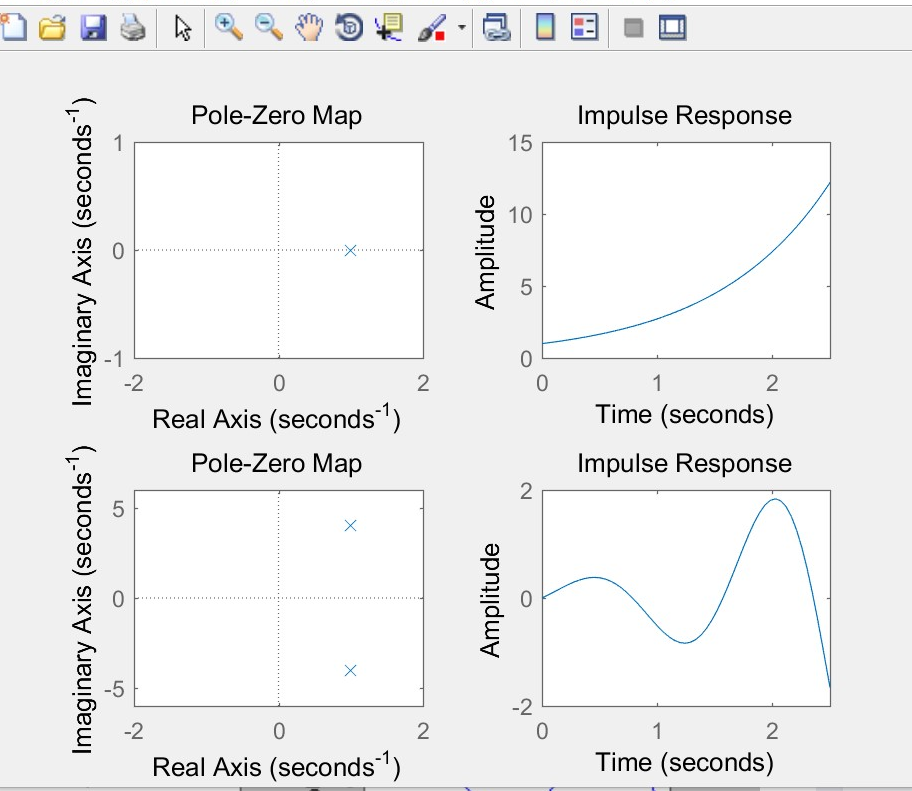 Pole-Zero Map
Imaginary Axis (seconds⁻¹)
1
0
-1
-2 0 2
Real Axis (seconds⁻¹)
Impulse Response
Amplitude
15
10
5
0
0 1 2
Time (seconds)
Pole-Zero Map
Imaginary Axis (seconds⁻¹)
5
0
-5
-2 0 2
Real Axis (seconds⁻¹)
Impulse Response
Amplitude
2
0
-2
0 1 2
Time (seconds)